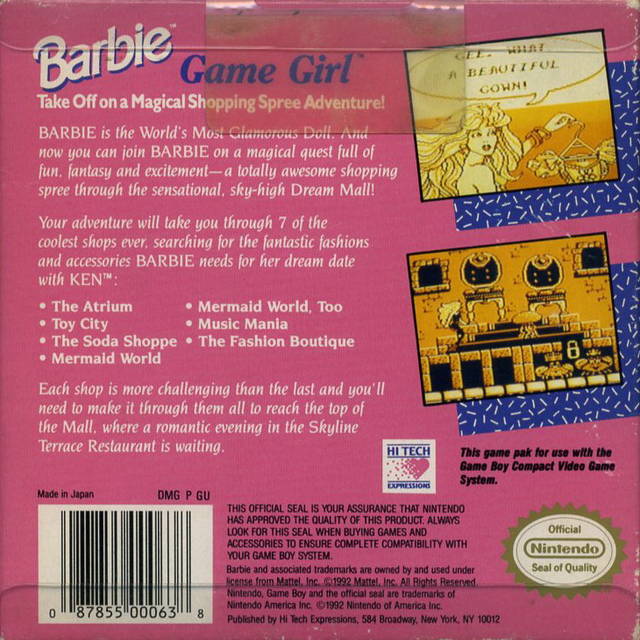 Barbie™ Game Girl™
Take Off on a Magical Shopping Spree Adventure!
BARBIE is the World's Most Glamorous Doll. And
now you can join BARBIE on a magical quest full of
fun, fantasy and excitement—a totally awesome shopping
spree through the sensational, sky-high Dream Mall!
Your adventure will take you through 7 of the
coolest shops ever, searching for the fantastic fashions
and accessories BARBIE needs for her dream date
with KEN™:
• The Atrium
• Toy City
• The Soda Shoppe
• Mermaid World
• Mermaid World, Too
• Music Mania
• The Fashion Boutique
Each shop is more challenging than the last and you'll
need to make it through them all to reach the top of
the Mall, where a romantic evening in the Skyline
Terrace Restaurant is waiting.
GEE, WHAT
A BEAUTIFUL
GOWN!
HI TECH
EXPRESSIONS
This game pak for use with the
Game Boy Compact Video Game
System.
Made in Japan
DMG P GU
0 87855 00063 8
THIS OFFICIAL SEAL IS YOUR ASSURANCE THAT NINTENDO
HAS APPROVED THE QUALITY OF THIS PRODUCT. ALWAYS
LOOK FOR THIS SEAL WHEN BUYING GAMES AND
ACCESSORIES TO ENSURE COMPLETE COMPATIBILITY WITH
YOUR GAME BOY SYSTEM.
Barbie and associated trademarks are owned by and used under
license from Mattel, Inc. ©1992 Mattel, Inc. All Rights Reserved.
Nintendo, Game Boy and the official seal are trademarks of
Nintendo America Inc. ©1992 Nintendo of America Inc.
Published by Hi Tech Expressions, 584 Broadway, New York, NY 10012
Official
Nintendo
Seal of Quality